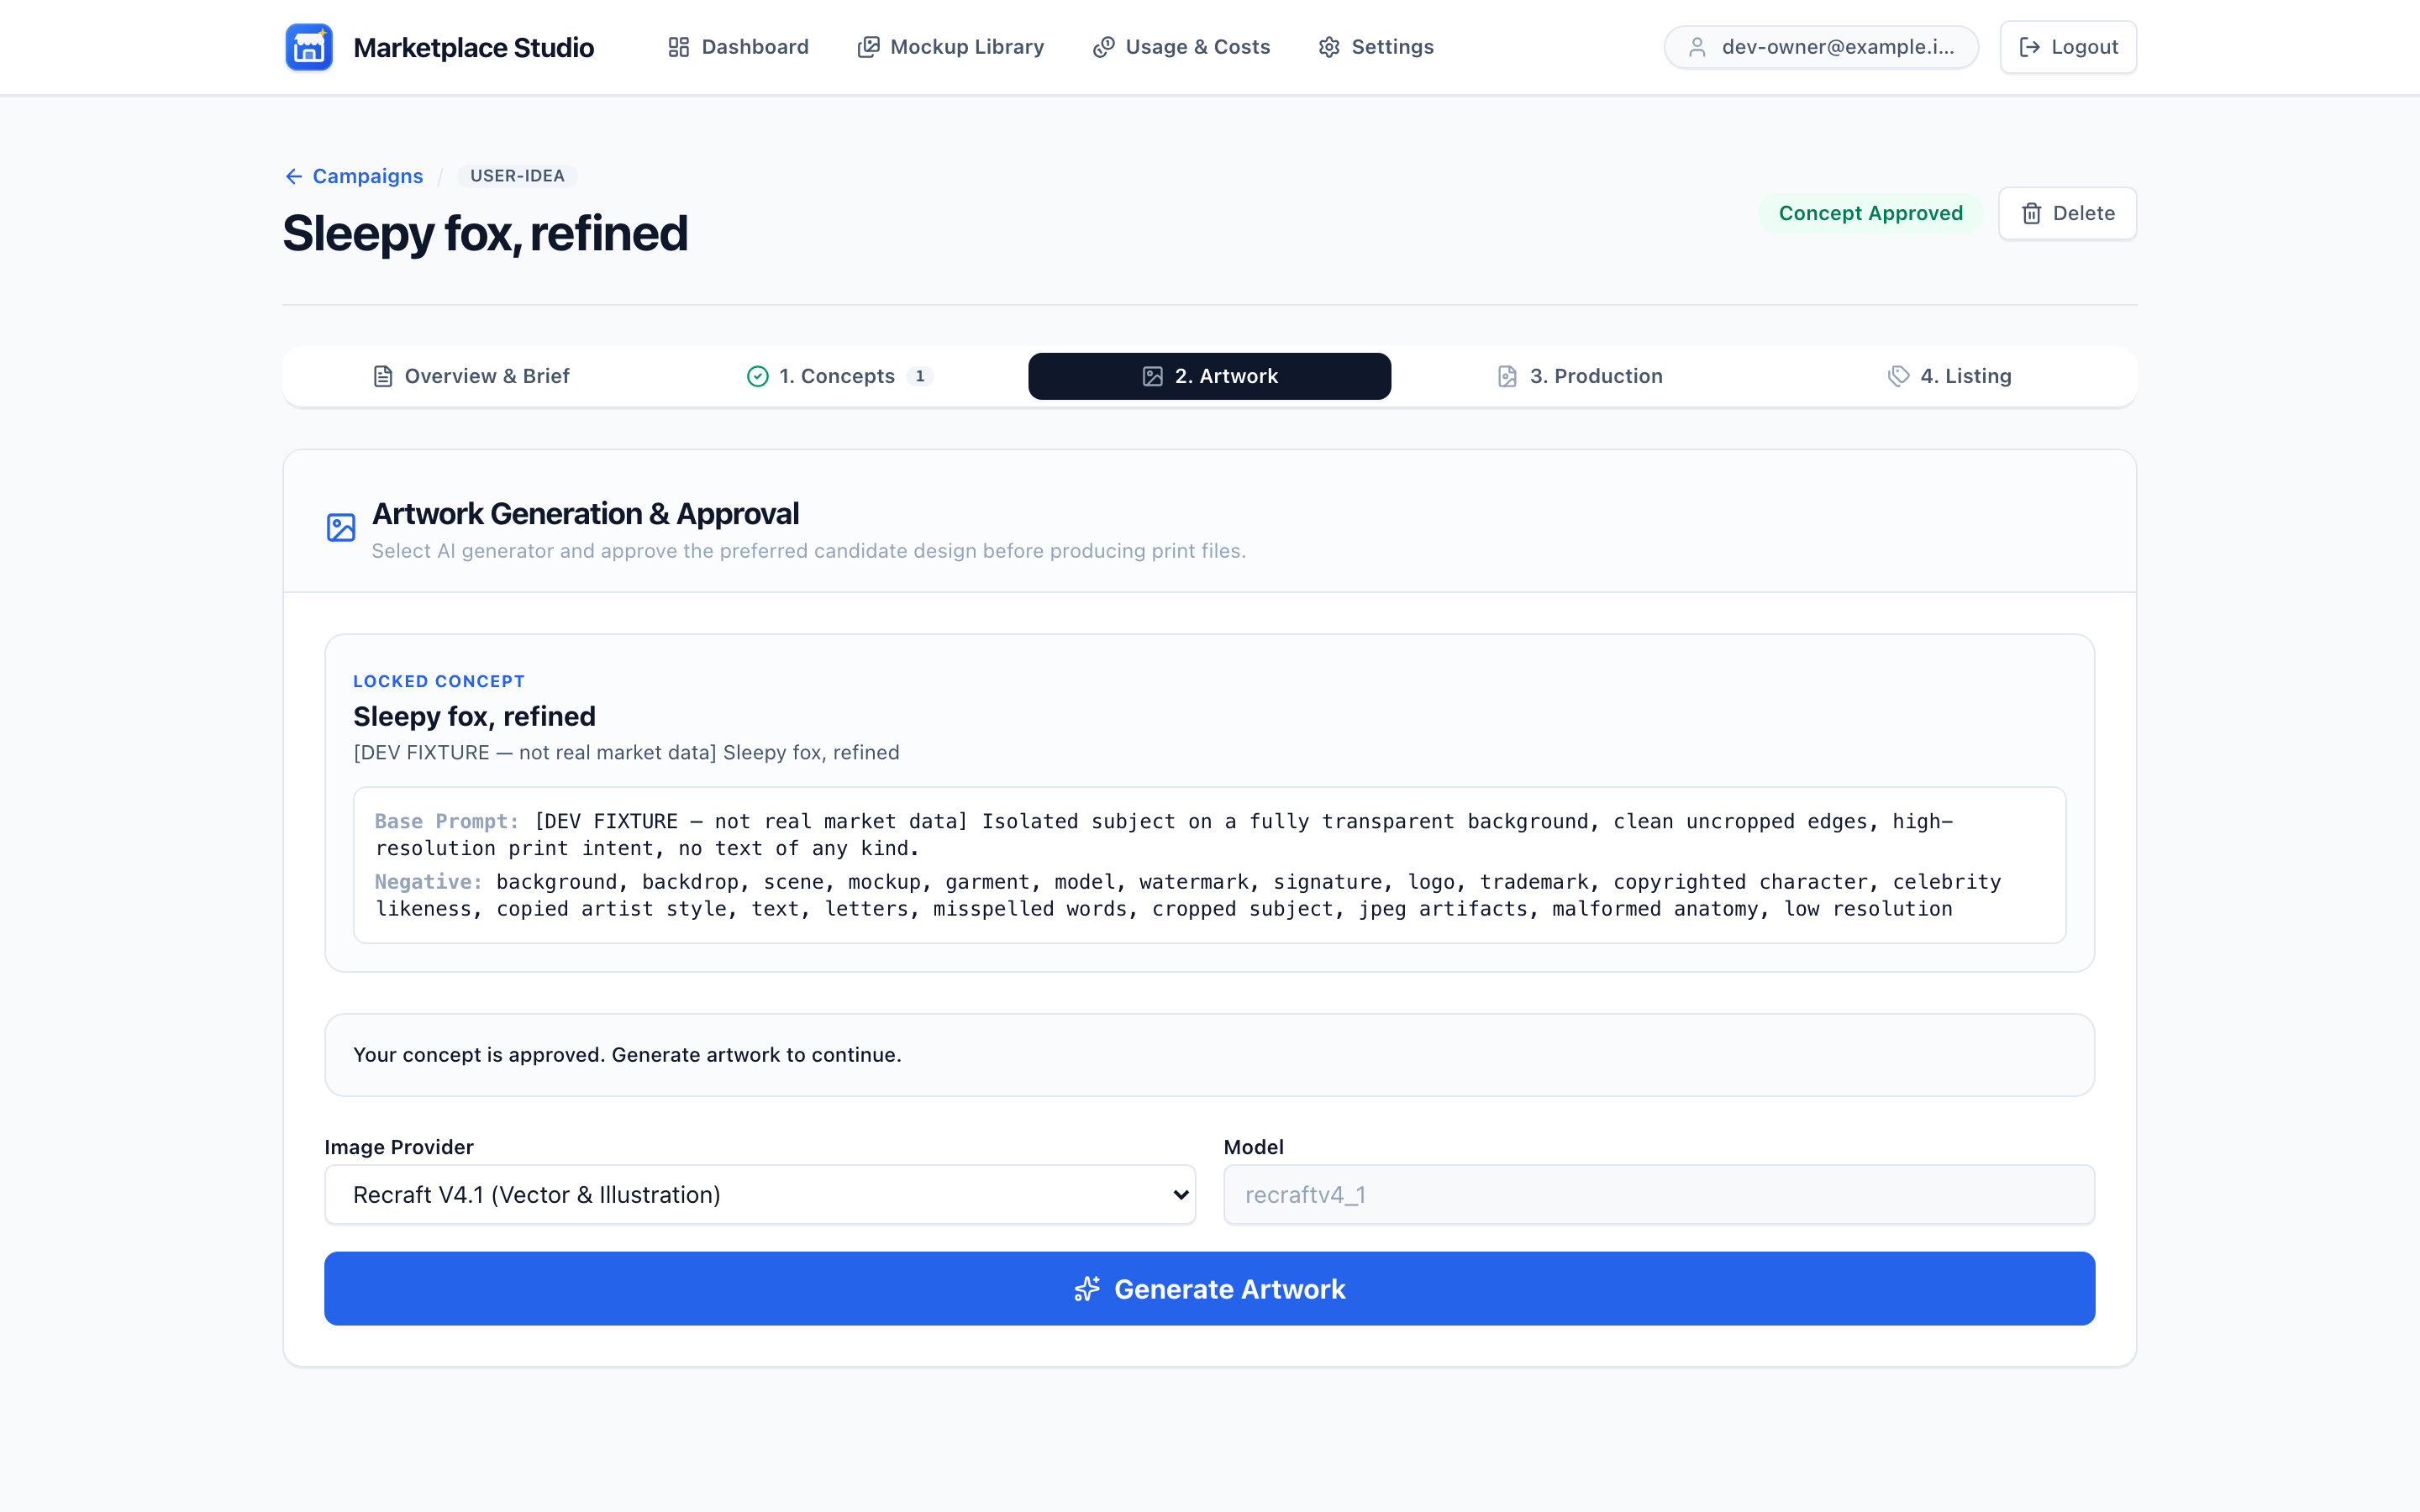 Marketplace Studio
Dashboard
Mockup Library
Usage & Costs
Settings
dev-owner@example.i...
Logout
Campaigns / USER-IDEA
Sleepy fox, refined
Concept Approved
Delete
Overview & Brief
1. Concepts 1
2. Artwork
3. Production
4. Listing
Artwork Generation & Approval
Select AI generator and approve the preferred candidate design before producing print files.
LOCKED CONCEPT
Sleepy fox, refined
[DEV FIXTURE — not real market data] Sleepy fox, refined
Base Prompt: [DEV FIXTURE — not real market data] Isolated subject on a fully transparent background, clean uncropped edges, high-
resolution print intent, no text of any kind.
Negative: background, backdrop, scene, mockup, garment, model, watermark, signature, logo, trademark, copyrighted character, celebrity
likeness, copied artist style, text, letters, misspelled words, cropped subject, jpeg artifacts, malformed anatomy, low resolution
Your concept is approved. Generate artwork to continue.
Image Provider
Recraft V4.1 (Vector & Illustration)
Model
recraftv4_1
Generate Artwork